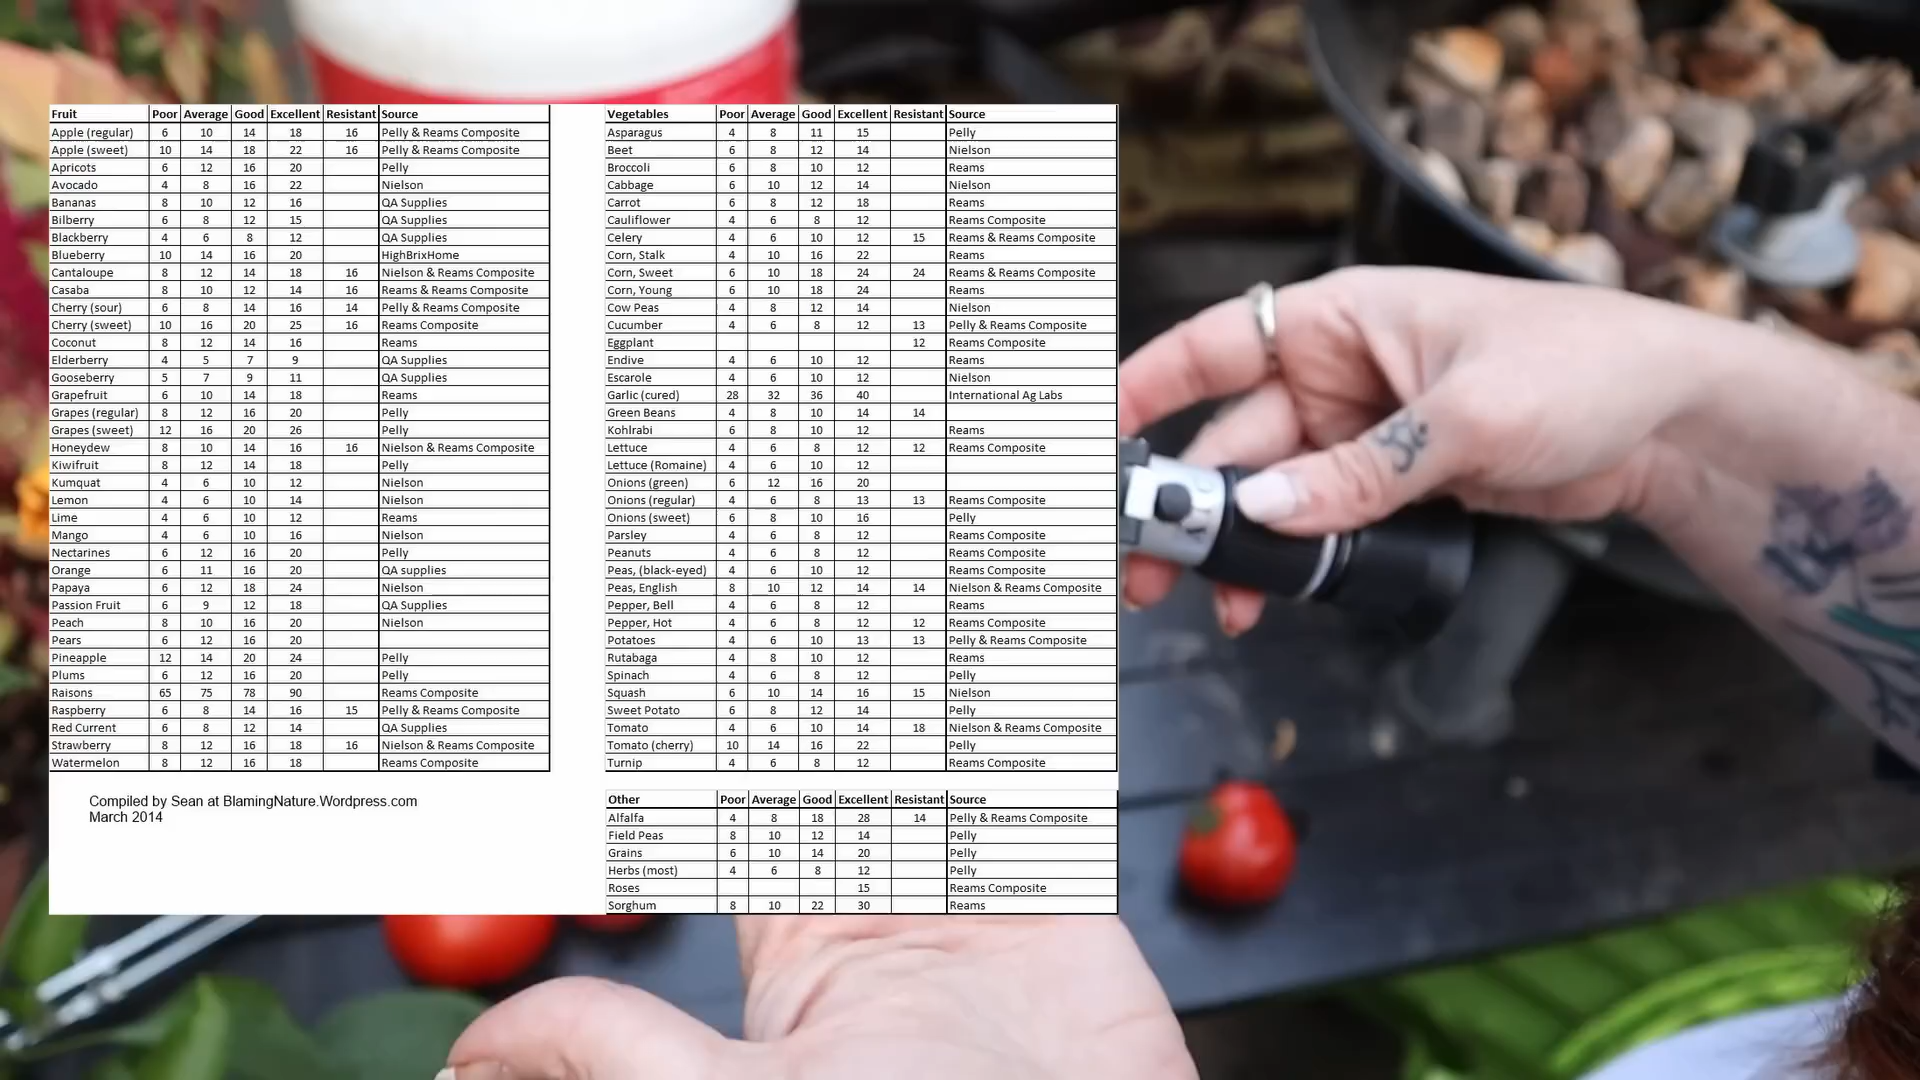 Fruit Poor Average Good Excellent Resistant Source
Apple (regular) 6 10 14 18 16 Pelly & Reams Composite
Apple (sweet) 10 14 18 22 16 Pelly & Reams Composite
Apricots 6 12 16 20 Pelly
Avocado 4 8 16 22 Nielson
Bananas 8 10 12 16 QA Supplies
Bilberry 6 8 12 15 QA Supplies
Blackberry 4 6 8 12 QA Supplies
Blueberry 10 14 16 20 HighBrixHome
Cantaloupe 8 12 14 18 16 Nielson & Reams Composite
Casaba 8 10 12 14 16 Reams & Reams Composite
Cherry (sour) 6 8 14 16 14 Pelly & Reams Composite
Cherry (sweet) 10 16 20 25 16 Reams Composite
Coconut 8 12 14 16 Reams
Elderberry 4 5 7 9 QA Supplies
Gooseberry 5 7 9 11 QA Supplies
Grapefruit 6 10 14 18 Reams
Grapes (regular) 8 12 16 20 Pelly
Grapes (sweet) 12 16 20 26 Pelly
Honeydew 8 10 14 16 16 Nielson & Reams Composite
Kiwifruit 8 12 14 18 Pelly
Kumquat 4 6 10 12 Nielson
Lemon 4 6 10 14 Nielson
Lime 4 6 10 12 Reams
Mango 4 6 10 16 Nielson
Nectarines 6 12 16 20 Pelly
Orange 6 11 16 20 QA supplies
Papaya 6 12 18 24 Nielson
Passion Fruit 6 9 12 18 QA Supplies
Peach 8 10 16 20 Nielson
Pears 6 12 16 20
Pineapple 12 14 20 24 Pelly
Plums 6 12 16 20 Pelly
Raisons 65 75 78 90 Reams Composite
Raspberry 6 8 14 16 15 Pelly & Reams Composite
Red Current 6 8 12 14 QA Supplies
Strawberry 8 12 16 18 16 Nielson & Reams Composite
Watermelon 8 12 16 18 Reams Composite
Compiled by Sean at BlamingNature.Wordpress.com
March 2014
Vegetables Poor Average Good Excellent Resistant Source
Asparagus 4 8 11 15 Pelly
Beet 6 8 12 14 Nielson
Broccoli 6 8 10 12 Reams
Cabbage 6 10 12 14 Nielson
Carrot 6 8 12 18 Reams
Cauliflower 4 6 8 12 Reams Composite
Celery 4 6 10 12 15 Reams & Reams Composite
Corn, Stalk 4 10 16 22 Reams
Corn, Sweet 6 10 18 24 24 Reams & Reams Composite
Corn, Young 6 10 18 24 Reams
Cow Peas 4 8 12 14 Nielson
Cucumber 4 6 8 12 13 Pelly & Reams Composite
Eggplant 12 Reams Composite
Endive 4 6 10 12 Reams
Escarole 4 6 10 12 Nielson
Garlic (cured) 28 32 36 40 International Ag Labs
Green Beans 4 8 10 14 14
Kohlrabi 6 8 10 12 Reams
Lettuce 4 6 8 12 12 Reams Composite
Lettuce (Romaine) 4 6 10 12
Onions (green) 6 12 16 20
Onions (regular) 4 6 8 13 13 Reams Composite
Onions (sweet) 6 8 10 16 Pelly
Parsley 4 6 8 12 Reams Composite
Peanuts 4 6 8 12 Reams Composite
Peas, (black-eyed) 4 6 10 12 Reams Composite
Peas, English 8 10 12 14 14 Nielson & Reams Composite
Pepper, Bell 4 6 8 12 Reams
Pepper, Hot 4 6 8 12 12 Reams Composite
Potatoes 4 6 10 13 13 Pelly & Reams Composite
Rutabaga 4 8 10 12 Reams
Spinach 4 6 8 12 Pelly
Squash 6 10 14 16 15 Nielson
Sweet Potato 6 8 12 14 Pelly
Tomato 4 6 10 14 18 Nielson & Reams Composite
Tomato (cherry) 10 14 16 22 Pelly
Turnip 4 6 8 12 Reams Composite
Other Poor Average Good Excellent Resistant Source
Alfalfa 4 8 18 28 14 Pelly & Reams Composite
Field Peas 8 10 12 14 Pelly
Grains 6 10 14 20 Pelly
Herbs (most) 4 6 8 12 Pelly
Roses 15 Reams Composite
Sorghum 8 10 22 30 Reams